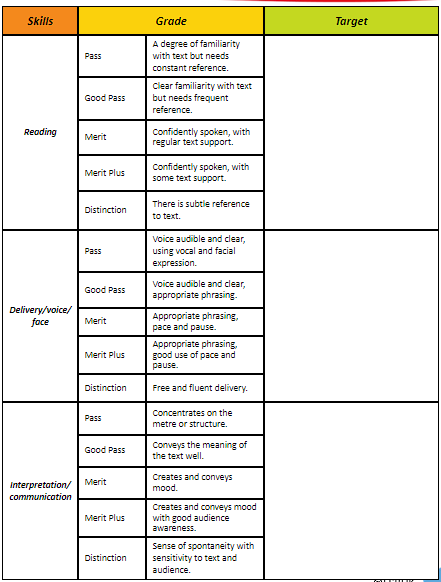 Skills
Grade
Target
Reading
Pass
A degree of familiarity
with text but needs
constant reference.
Good Pass
Clear familiarity with text
but needs frequent
reference.
Merit
Confidently spoken, with
regular text support.
Merit Plus
Confidently spoken, with
some text support.
Distinction
There is subtle reference
to text.
Delivery/voice/
face
Pass
Voice audible and clear,
using vocal and facial
expression.
Good Pass
Voice audible and clear,
appropriate phrasing.
Merit
Appropriate phrasing,
pace and pause.
Merit Plus
Appropriate phrasing,
good use of pace and
pause.
Distinction
Free and fluent delivery.
Interpretation/
communication
Pass
Concentrates on the
metre or structure.
Good Pass
Conveys the meaning of
the text well.
Merit
Creates and conveys
mood.
Merit Plus
Creates and conveys mood
with good audience
awareness.
Distinction
Sense of spontaneity with
sensitivity to text and
audience.